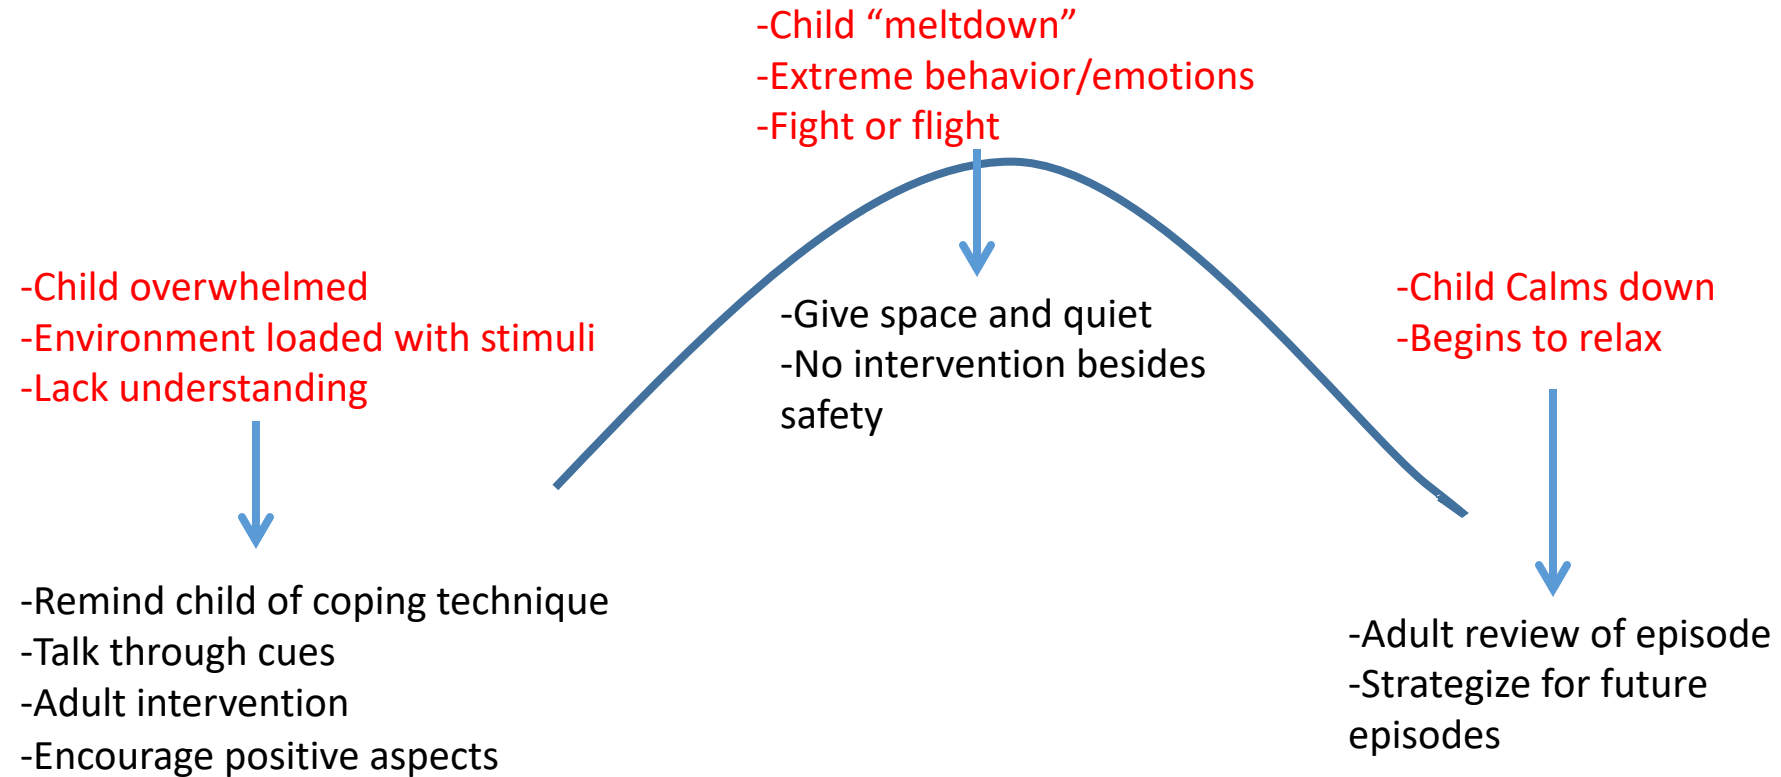 -Child “meltdown”
-Extreme behavior/emotions
-Fight or flight
-Child overwhelmed
-Environment loaded with stimuli
-Lack understanding
-Give space and quiet
-No intervention besides
safety
-Child Calms down
-Begins to relax
-Remind child of coping technique
-Talk through cues
-Adult intervention
-Encourage positive aspects
-Adult review of episode
-Strategize for future
episodes